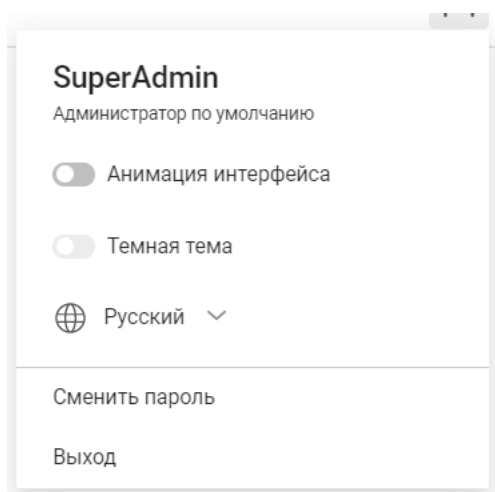 SuperAdmin
Администратор по умолчанию
Анимация интерфейса
Темная тема
Русский
Сменить пароль
Выход